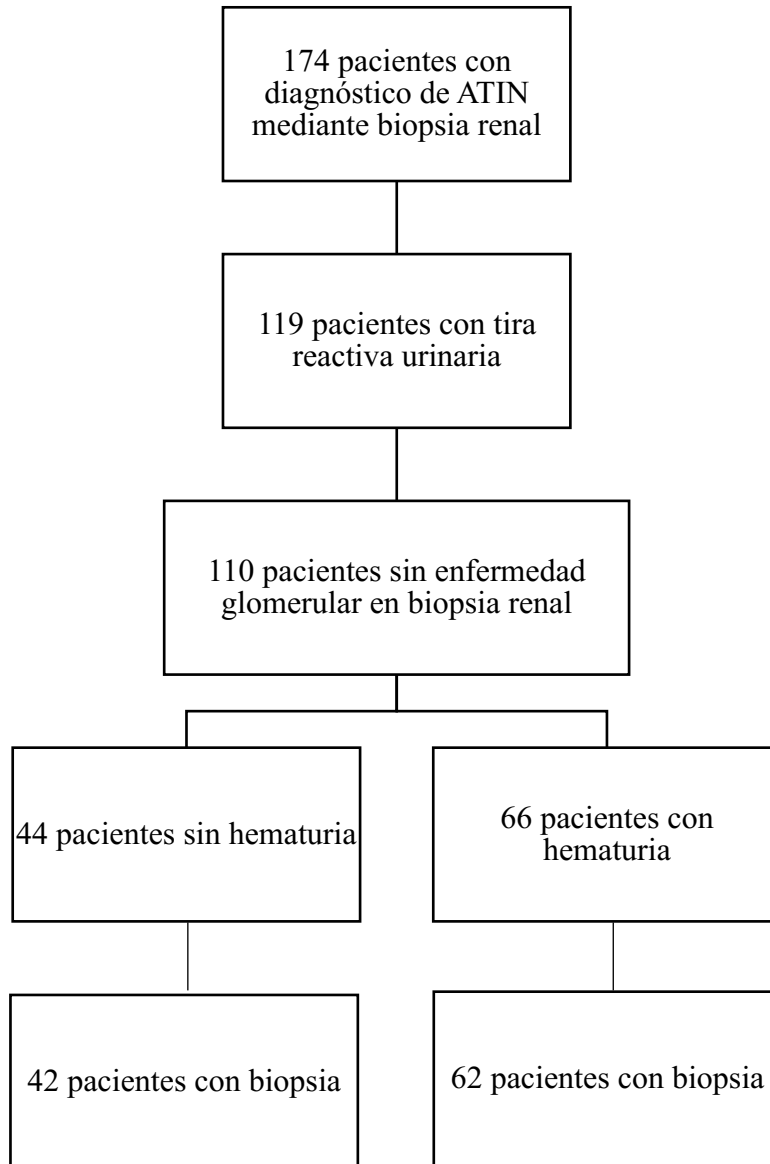 174 pacientes con
diagnóstico de ATIN
mediante biopsia renal
119 pacientes con tira
reactiva urinaria
110 pacientes sin enfermedad
glomerular en biopsia renal
44 pacientes sin hematuria
66 pacientes con
hematuria
42 pacientes con biopsia
62 pacientes con biopsia